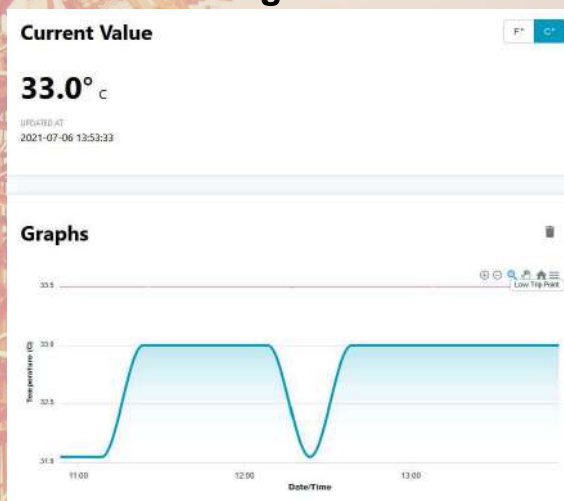 Current Value
F° C°
33.0° C
UPDATED AT
2021-07-06 13:53:33
Graphs
Low Trip Point
33.5
33.0
32.5
Temperature (C)
11:00 12:00 13:00
Date/Time